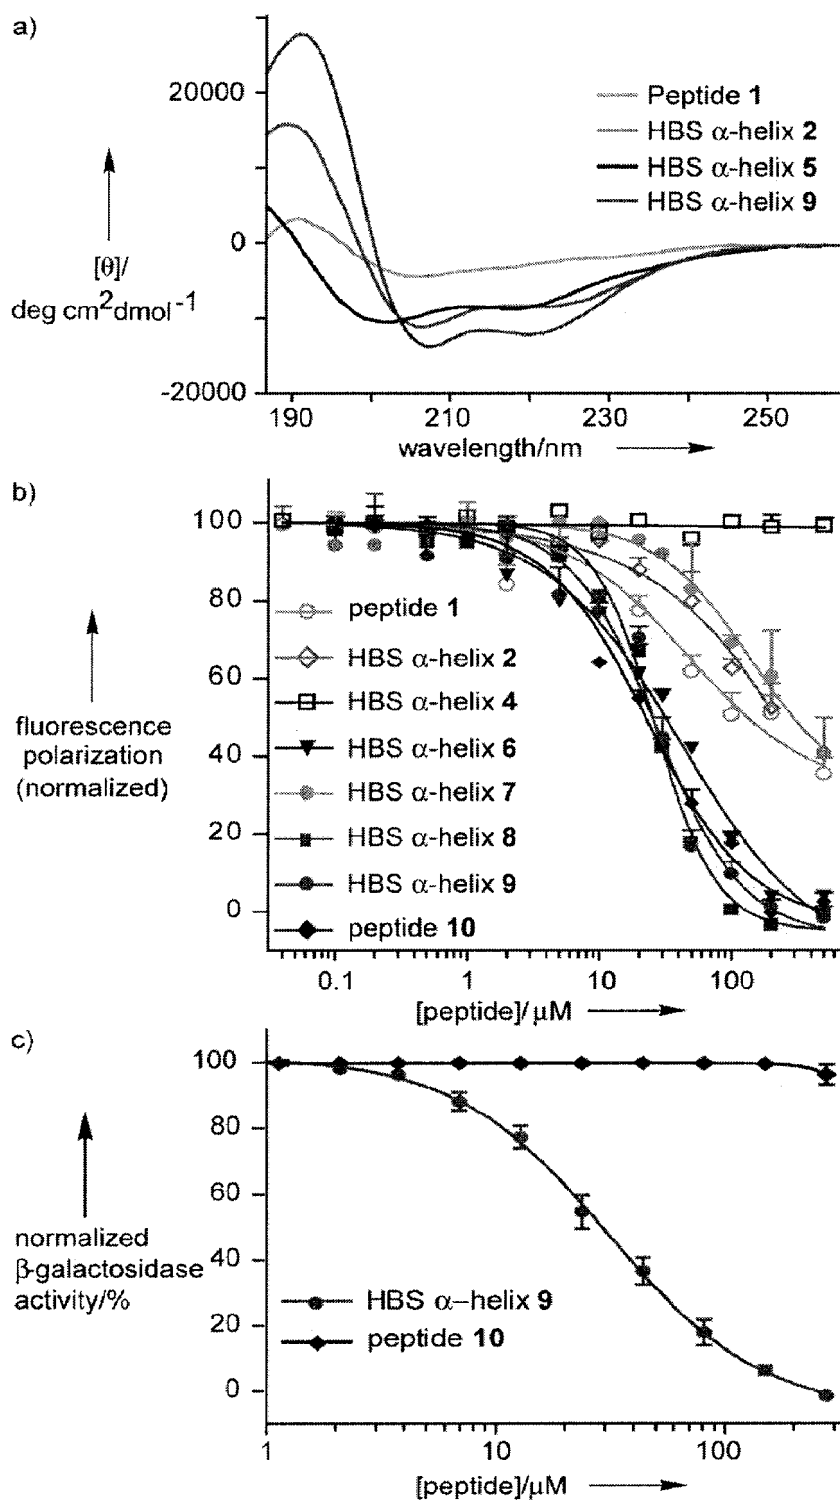 a)
20000
0
-20000
[θ]/
deg cm2dmol-1
Peptide 1
HBS α-helix 2
HBS α-helix 5
HBS α-helix 9
190
210
230
250
wavelength/nm
b)
100
80
60
40
20
0
fluorescence
polarization
(normalized)
peptide 1
HBS α-helix 2
HBS α-helix 4
HBS α-helix 6
HBS α-helix 7
HBS α-helix 8
HBS α-helix 9
peptide 10
0.1
1
10
100
[peptide]/μM
c)
100
80
60
40
20
0
normalized
β-galactosidase
activity/%
HBS α–helix 9
peptide 10
1
10
100
[peptide]/μM